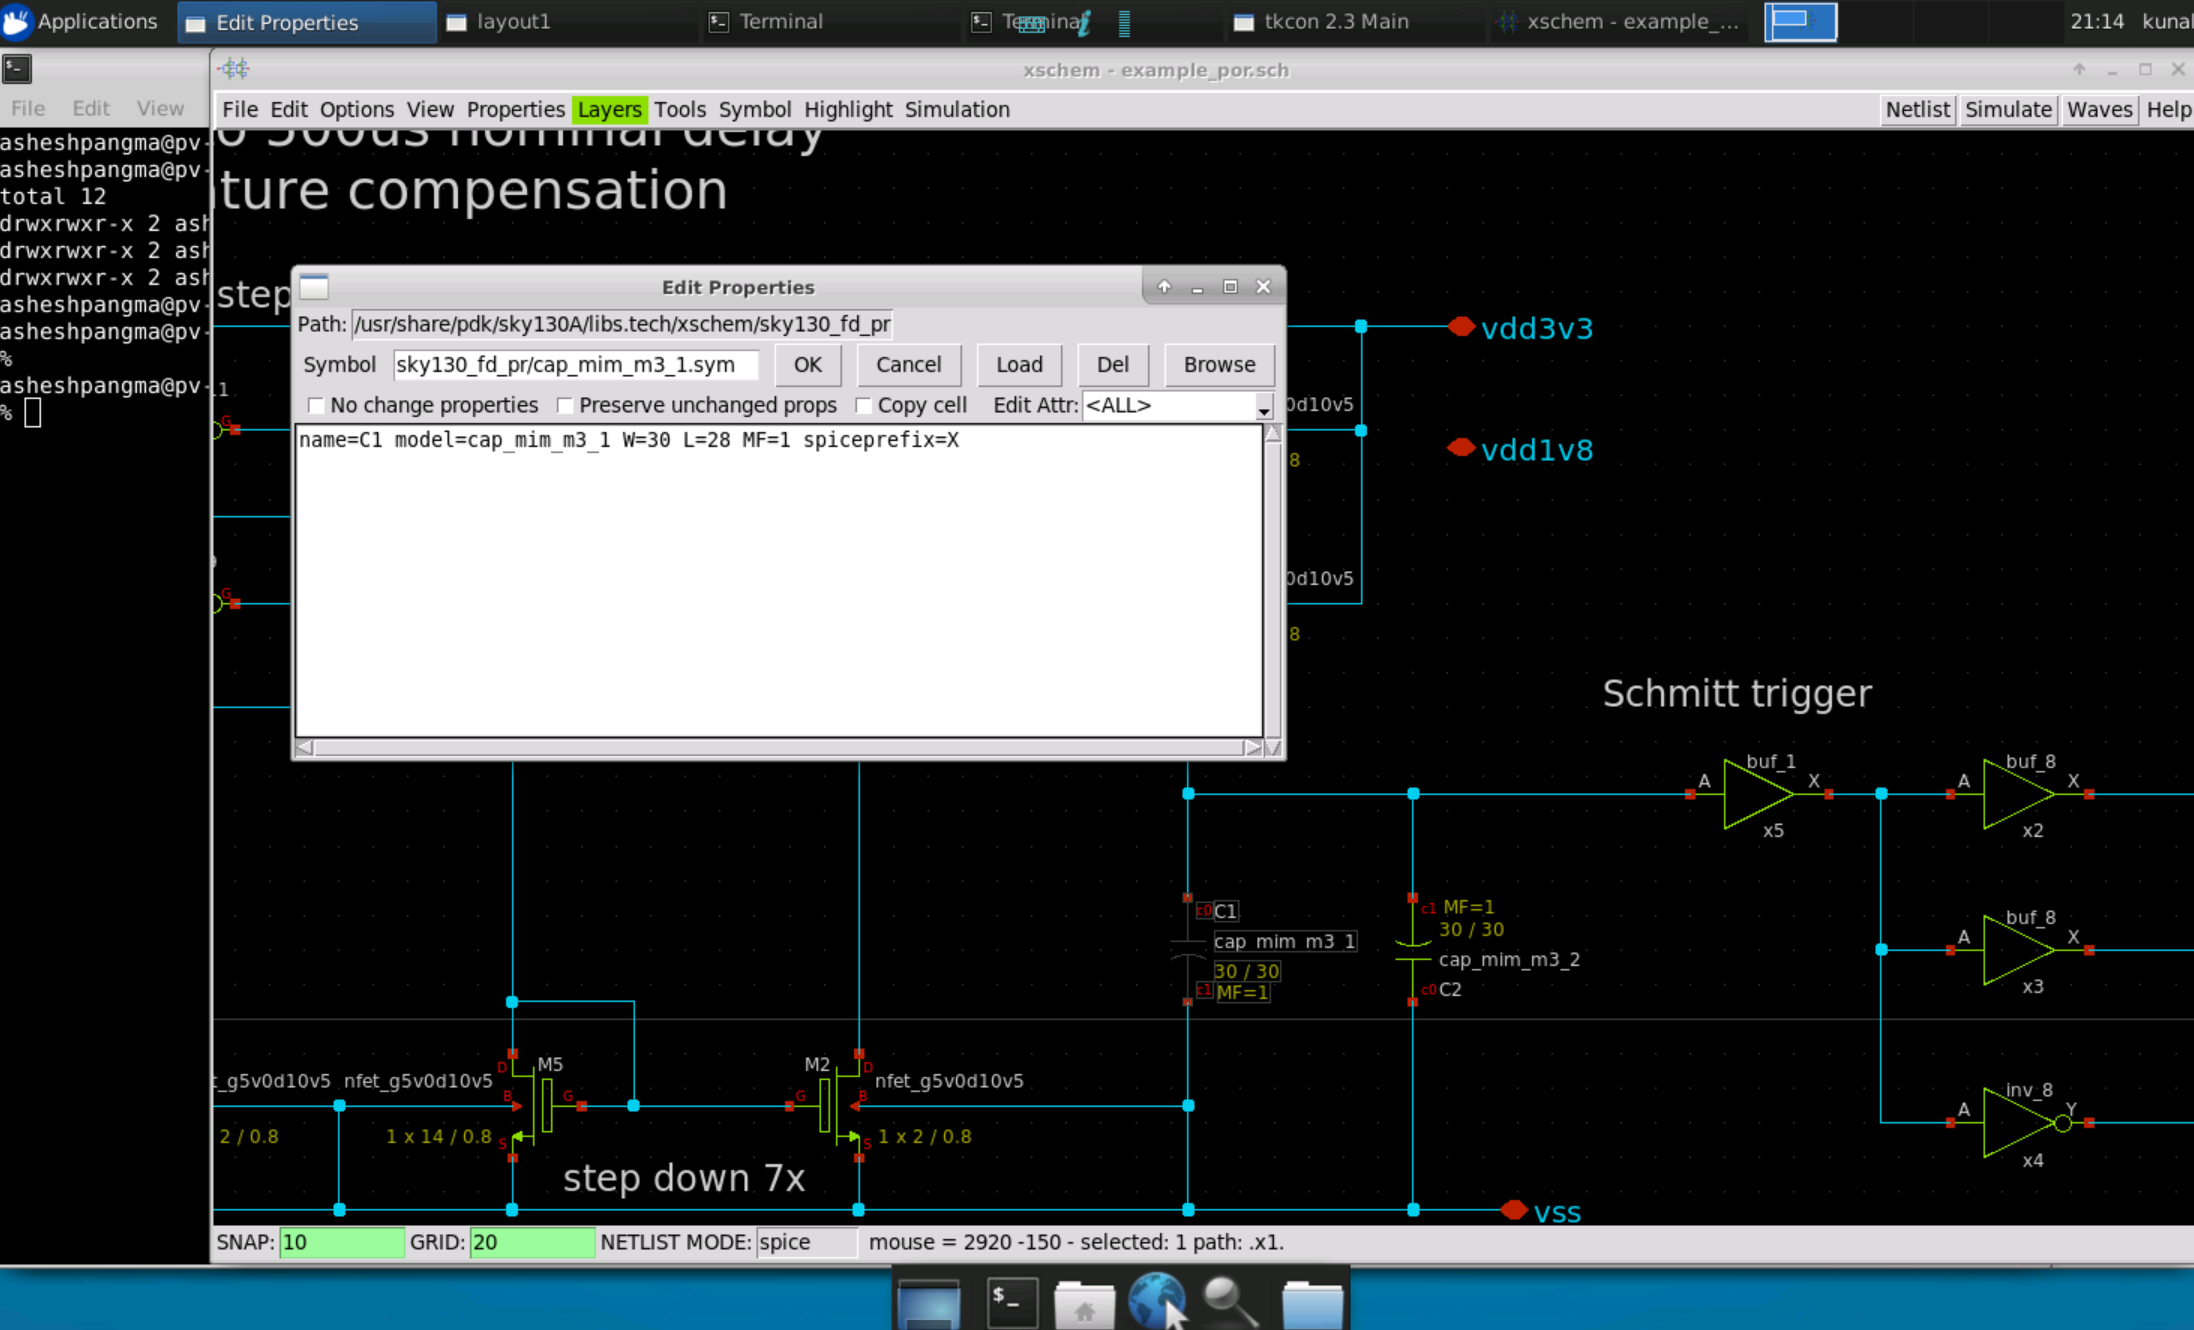 Applications
Edit Properties
layout1
Terminal
Terminal
tkcon 2.3 Main
xschem - example_...
21:14
kunal
xschem - example_por.sch
File Edit View
File Edit Options View Properties Layers Tools Symbol Highlight Simulation
Netlist Simulate Waves Help
asheshpangma@pv-
asheshpangma@pv-
total 12
drwxrwxr-x 2 ash
drwxrwxr-x 2 ash
drwxrwxr-x 2 ash
asheshpangma@pv-
asheshpangma@pv-
%
asheshpangma@pv-
%
500us nominal delay
ture compensation
step
Edit Properties
Path: /usr/share/pdk/sky130A/libs.tech/xschem/sky130_fd_pr
Symbol sky130_fd_pr/cap_mim_m3_1.sym OK Cancel Load Del Browse
No change properties Preserve unchanged props Copy cell Edit Attr: <ALL>
name=C1 model=cap_mim_m3_1 W=30 L=28 MF=1 spiceprefix=X
vdd3v3
0d10v5
vdd1v8
8
0d10v5
8
G
G
Schmitt trigger
buf_1
A X
x5
buf_8
A X
x2
buf_8
A X
x3
inv_8
A Y
x4
c0 C1
cap_mim_m3_1
30 / 30
c1 MF=1
c1 MF=1
30 / 30
cap_mim_m3_2
c0 C2
M5
D
t_g5v0d10v5 nfet_g5v0d10v5
B G
2 / 0.8
1 x 14 / 0.8
S
M2
D
nfet_g5v0d10v5
G B
S
1 x 2 / 0.8
step down 7x
vss
SNAP: 10 GRID: 20 NETLIST MODE: spice mouse = 2920 -150 - selected: 1 path: .x1.
$_